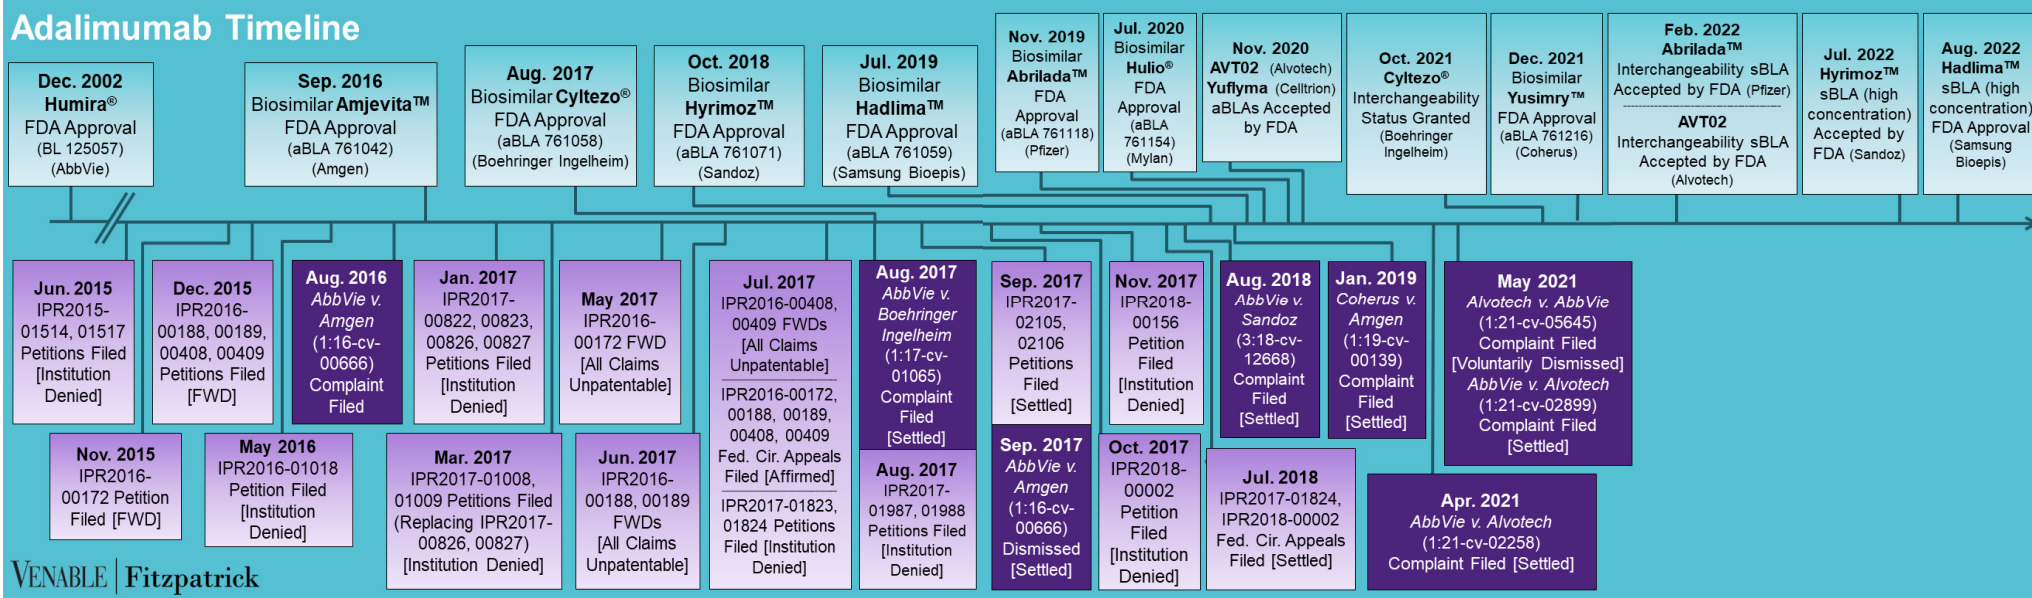 Adalimumab Timeline
Dec. 2002
Humira®
FDA Approval
(BL 125057)
(AbbVie)
Sep. 2016
Biosimilar Amjevita™
FDA Approval
(aBLA 761042)
(Amgen)
Aug. 2017
Biosimilar Cyltezo®
FDA Approval
(aBLA 761058)
(Boehringer Ingelheim)
Oct. 2018
Biosimilar
Hyrimoz™
FDA Approval
(aBLA 761071)
(Sandoz)
Jul. 2019
Biosimilar
Hadlima™
FDA Approval
(aBLA 761059)
(Samsung Bioepis)
Nov. 2019
Biosimilar
Abrilada™
FDA
Approval
(aBLA 761118)
(Pfizer)
Jul. 2020
Biosimilar
Hulio®
FDA
Approval
(aBLA
761154)
(Mylan)
Nov. 2020
AVT02 (Alvotech)
Yuflyma (Celltrion)
aBLAs Accepted
by FDA
Oct. 2021
Cyltezo®
Interchangeability
Status Granted
(Boehringer
Ingelheim)
Dec. 2021
Biosimilar
Yusimry™
FDA Approval
(aBLA 761216)
(Coherus)
Feb. 2022
Abrilada™
Interchangeability sBLA
Accepted by FDA (Pfizer)
AVT02
Interchangeability sBLA
Accepted by FDA
(Alvotech)
Jul. 2022
Hyrimoz™
sBLA (high
concentration)
Accepted by
FDA (Sandoz)
Aug. 2022
Hadlima™
sBLA (high
concentration)
FDA Approval
(Samsung
Bioepis)
Jun. 2015
IPR2015-
01514, 01517
Petitions Filed
[Institution
Denied]
Dec. 2015
IPR2016-
00188, 00189,
00408, 00409
Petitions Filed
[FWD]
Aug. 2016
AbbVie v.
Amgen
(1:16-cv-
00666)
Complaint
Filed
Jan. 2017
IPR2017-
00822, 00823,
00826, 00827
Petitions Filed
[Institution
Denied]
May 2017
IPR2016-
00172 FWD
[All Claims
Unpatentable]
Jul. 2017
IPR2016-00408,
00409 FWDs
[All Claims
Unpatentable]
IPR2016-00172,
00188, 00189,
00408, 00409
Fed. Cir. Appeals
Filed [Affirmed]
IPR2017-01823,
01824 Petitions
Filed [Institution
Denied]
Aug. 2017
AbbVie v.
Boehringer
Ingelheim
(1:17-cv-
01065)
Complaint
Filed
[Settled]
Aug. 2017
IPR2017-
01987, 01988
Petitions Filed
[Institution
Denied]
Sep. 2017
IPR2017-
02105,
02106
Petitions
Filed
[Settled]
Sep. 2017
AbbVie v.
Amgen
(1:16-cv-
00666)
Dismissed
[Settled]
Nov. 2017
IPR2018-
00156
Petition
Filed
[Institution
Denied]
Aug. 2018
AbbVie v.
Sandoz
(3:18-cv-
12668)
Complaint
Filed
[Settled]
Jan. 2019
Coherus v.
Amgen
(1:19-cv-
00139)
Complaint
Filed
[Settled]
May 2021
Alvotech v. AbbVie
(1:21-cv-05645)
Complaint Filed
[Voluntarily Dismissed]
AbbVie v. Alvotech
(1:21-cv-02899)
Complaint Filed
[Settled]
Nov. 2015
IPR2016-
00172 Petition
Filed [FWD]
May 2016
IPR2016-01018
Petition Filed
[Institution
Denied]
Mar. 2017
IPR2017-01008,
01009 Petitions Filed
(Replacing IPR2017-
00826, 00827)
[Institution Denied]
Jun. 2017
IPR2016-
00188, 00189
FWDs
[All Claims
Unpatentable]
Oct. 2017
IPR2018-
00002
Petition
Filed
[Institution
Denied]
Jul. 2018
IPR2017-01824,
IPR2018-00002
Fed. Cir. Appeals
Filed [Settled]
Apr. 2021
AbbVie v. Alvotech
(1:21-cv-02258)
Complaint Filed [Settled]
VENABLE | Fitzpatrick